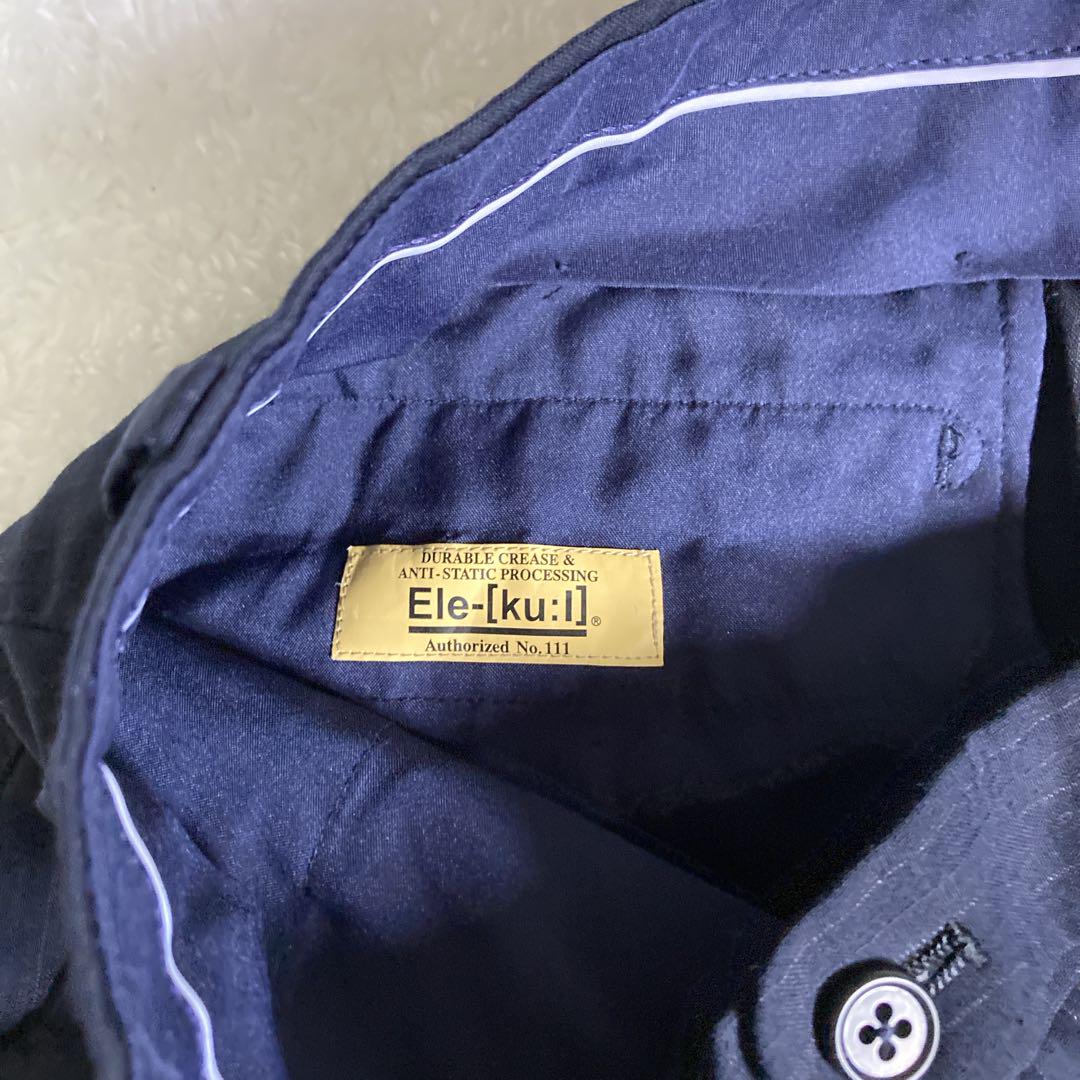 DURABLE CREASE &
ANTI-STATIC PROCESSING
Ele-[ku:l]®
Authorized No.111